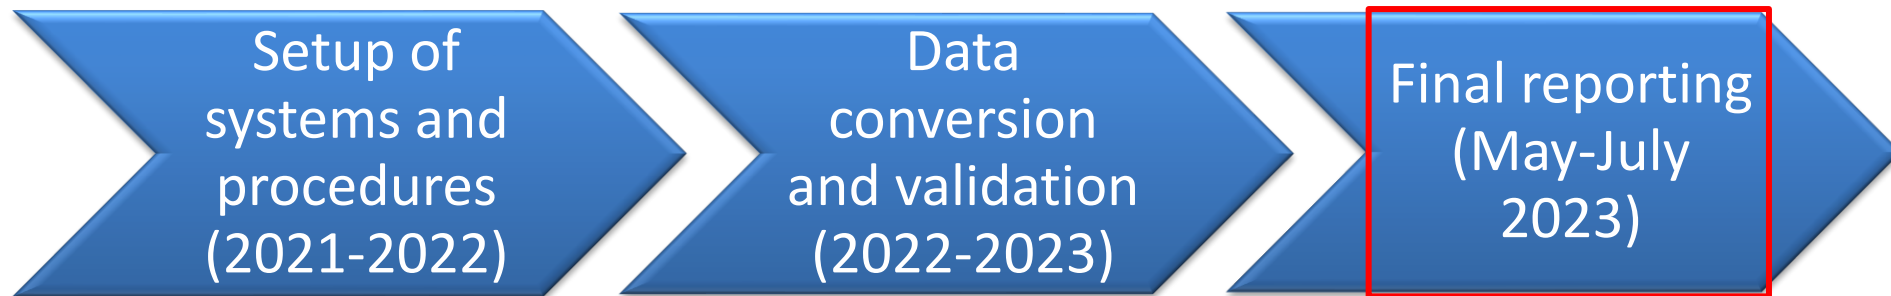 Setup of
systems and
procedures
(2021-2022)
Data
conversion
and validation
(2022-2023)
Final reporting
(May-July
2023)